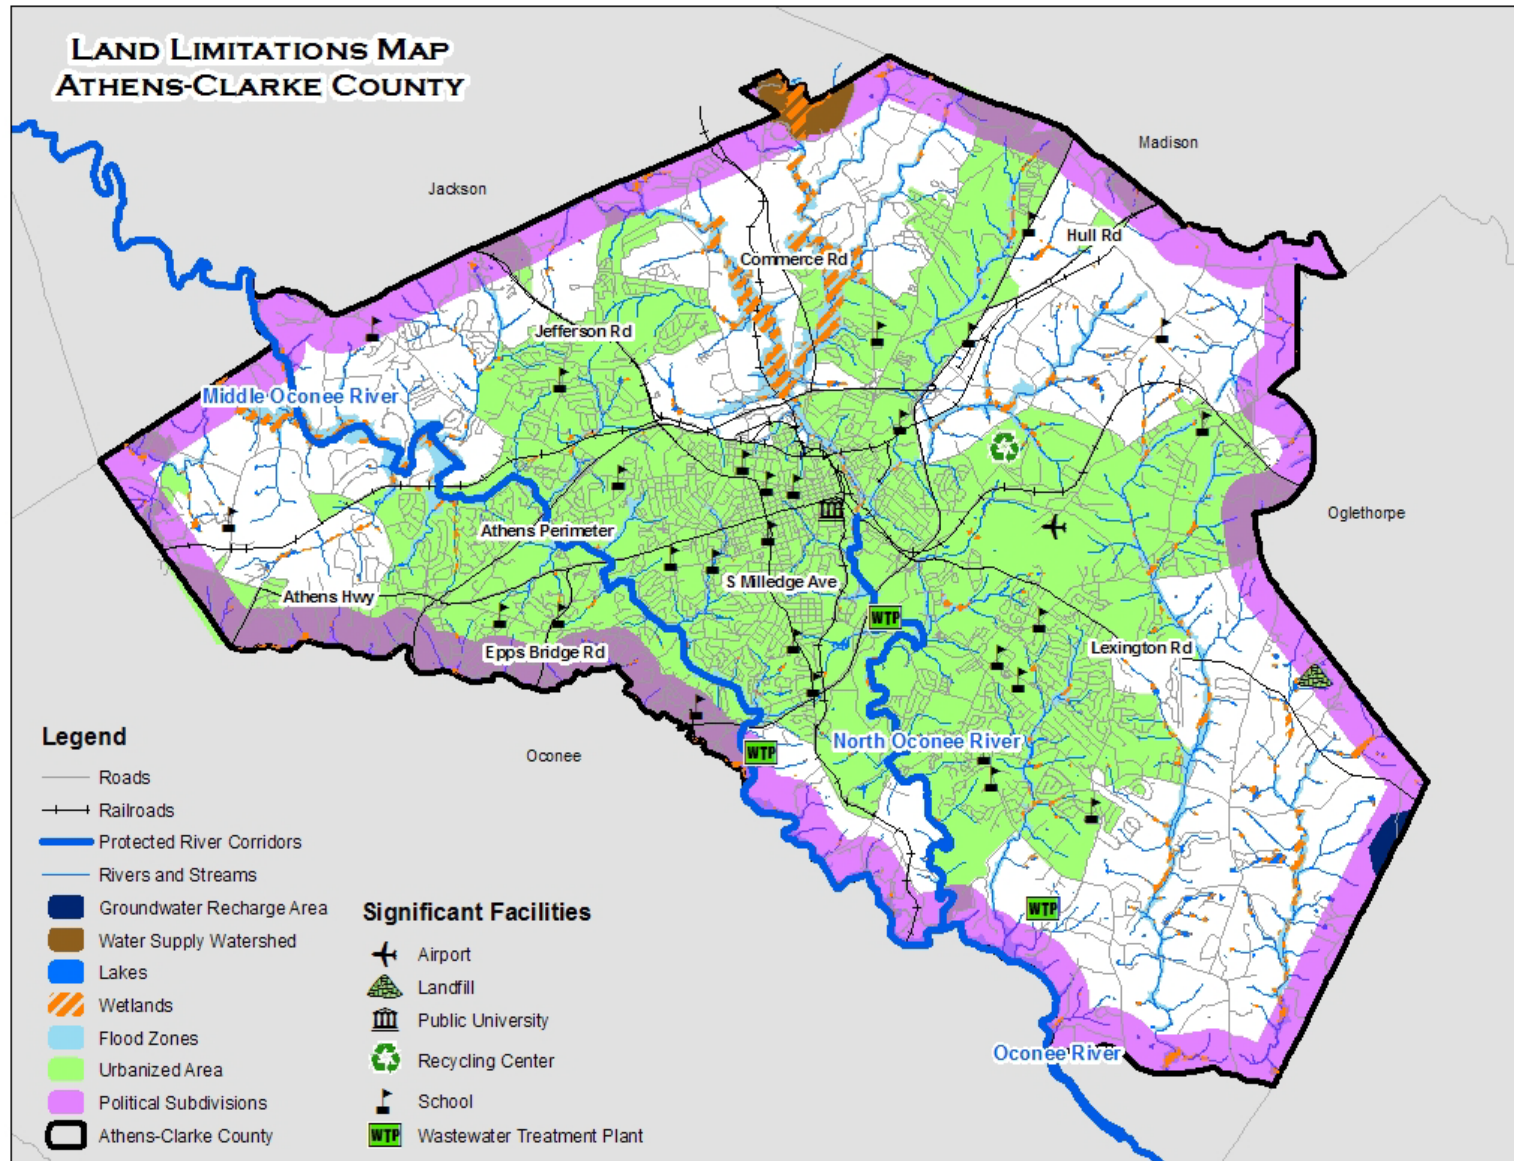 LAND LIMITATIONS MAP
ATHENS-CLARKE COUNTY
Madison
Jackson
Hull Rd
Commerce Rd
Jefferson Rd
Middle Oconee River
Oglethorpe
Athens Perimeter
S Milledge Ave
Athens Hwy
WTP
Epps Bridge Rd
Lexington Rd
North Oconee River
Oconee
WTP
WTP
Oconee River
Legend
Roads
Railroads
Protected River Corridors
Rivers and Streams
Groundwater Recharge Area
Water Supply Watershed
Lakes
Wetlands
Flood Zones
Urbanized Area
Political Subdivisions
Athens-Clarke County
Significant Facilities
Airport
Landfill
Public University
Recycling Center
School
WTP Wastewater Treatment Plant